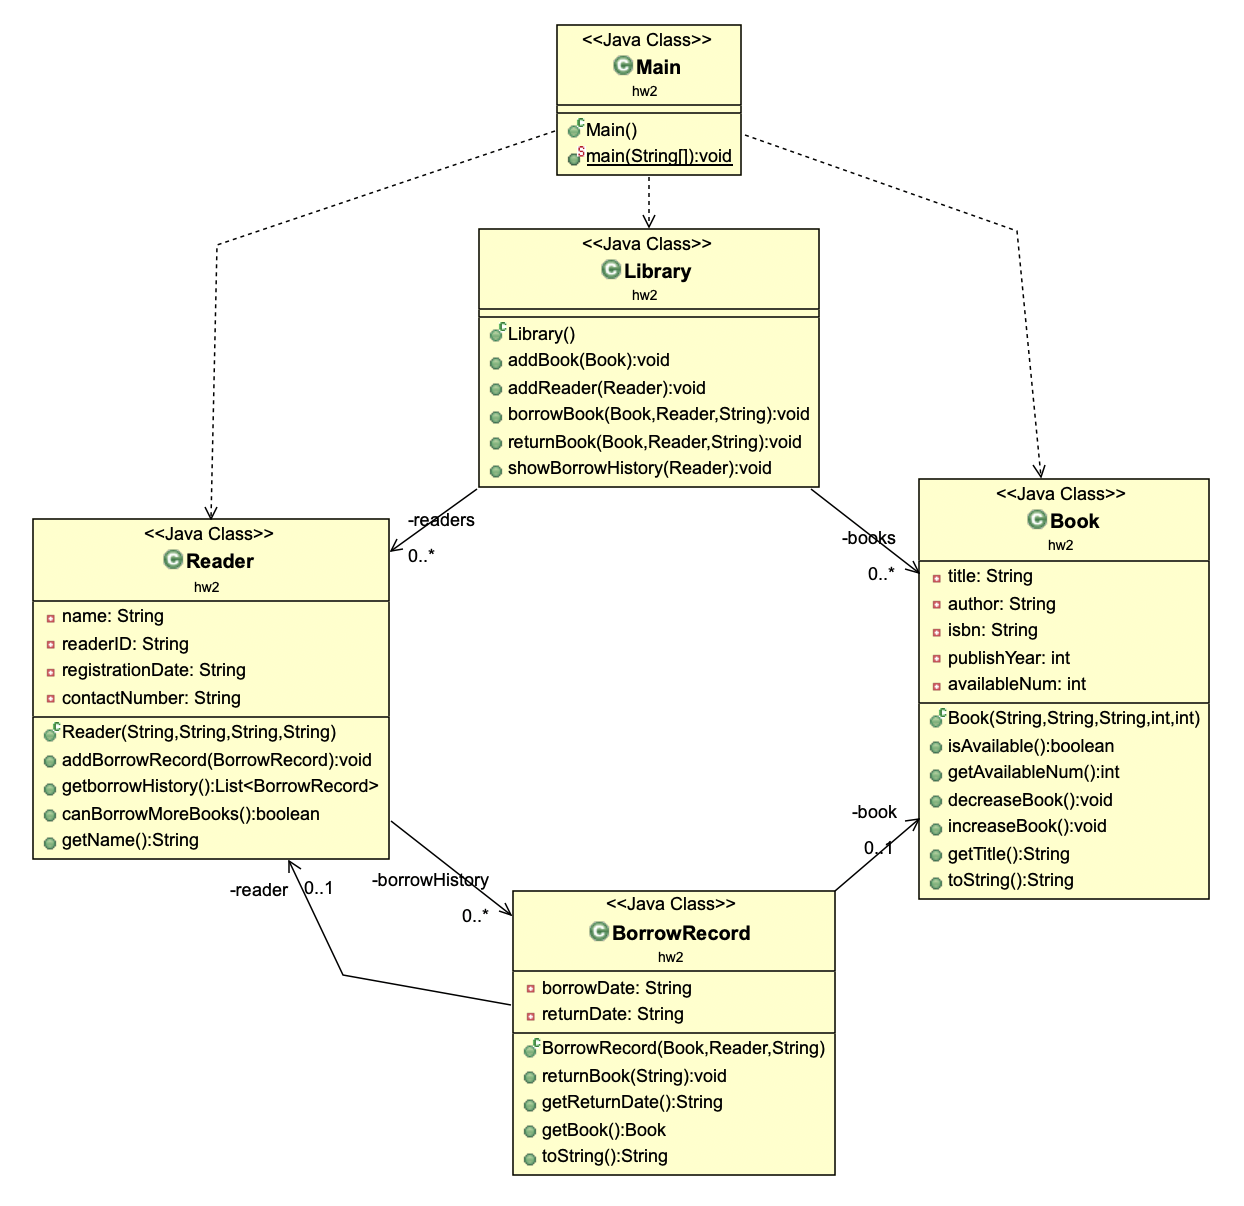 <<Java Class>>
Main
hw2
Main()
main(String[]):void
<<Java Class>>
Library
hw2
Library()
addBook(Book):void
addReader(Reader):void
borrowBook(Book,Reader,String):void
returnBook(Book,Reader,String):void
showBorrowHistory(Reader):void
-readers
0..*
-books
0..*
<<Java Class>>
Reader
hw2
name: String
readerID: String
registrationDate: String
contactNumber: String
Reader(String,String,String,String)
addBorrowRecord(BorrowRecord):void
getborrowHistory():List<BorrowRecord>
canBorrowMoreBooks():boolean
getName():String
<<Java Class>>
Book
hw2
title: String
author: String
isbn: String
publishYear: int
availableNum: int
Book(String,String,String,int,int)
isAvailable():boolean
getAvailableNum():int
decreaseBook():void
increaseBook():void
getTitle():String
toString():String
-reader
0..1
-borrowHistory
0..*
-book
0..1
<<Java Class>>
BorrowRecord
hw2
borrowDate: String
returnDate: String
BorrowRecord(Book,Reader,String)
returnBook(String):void
getReturnDate():String
getBook():Book
toString():String